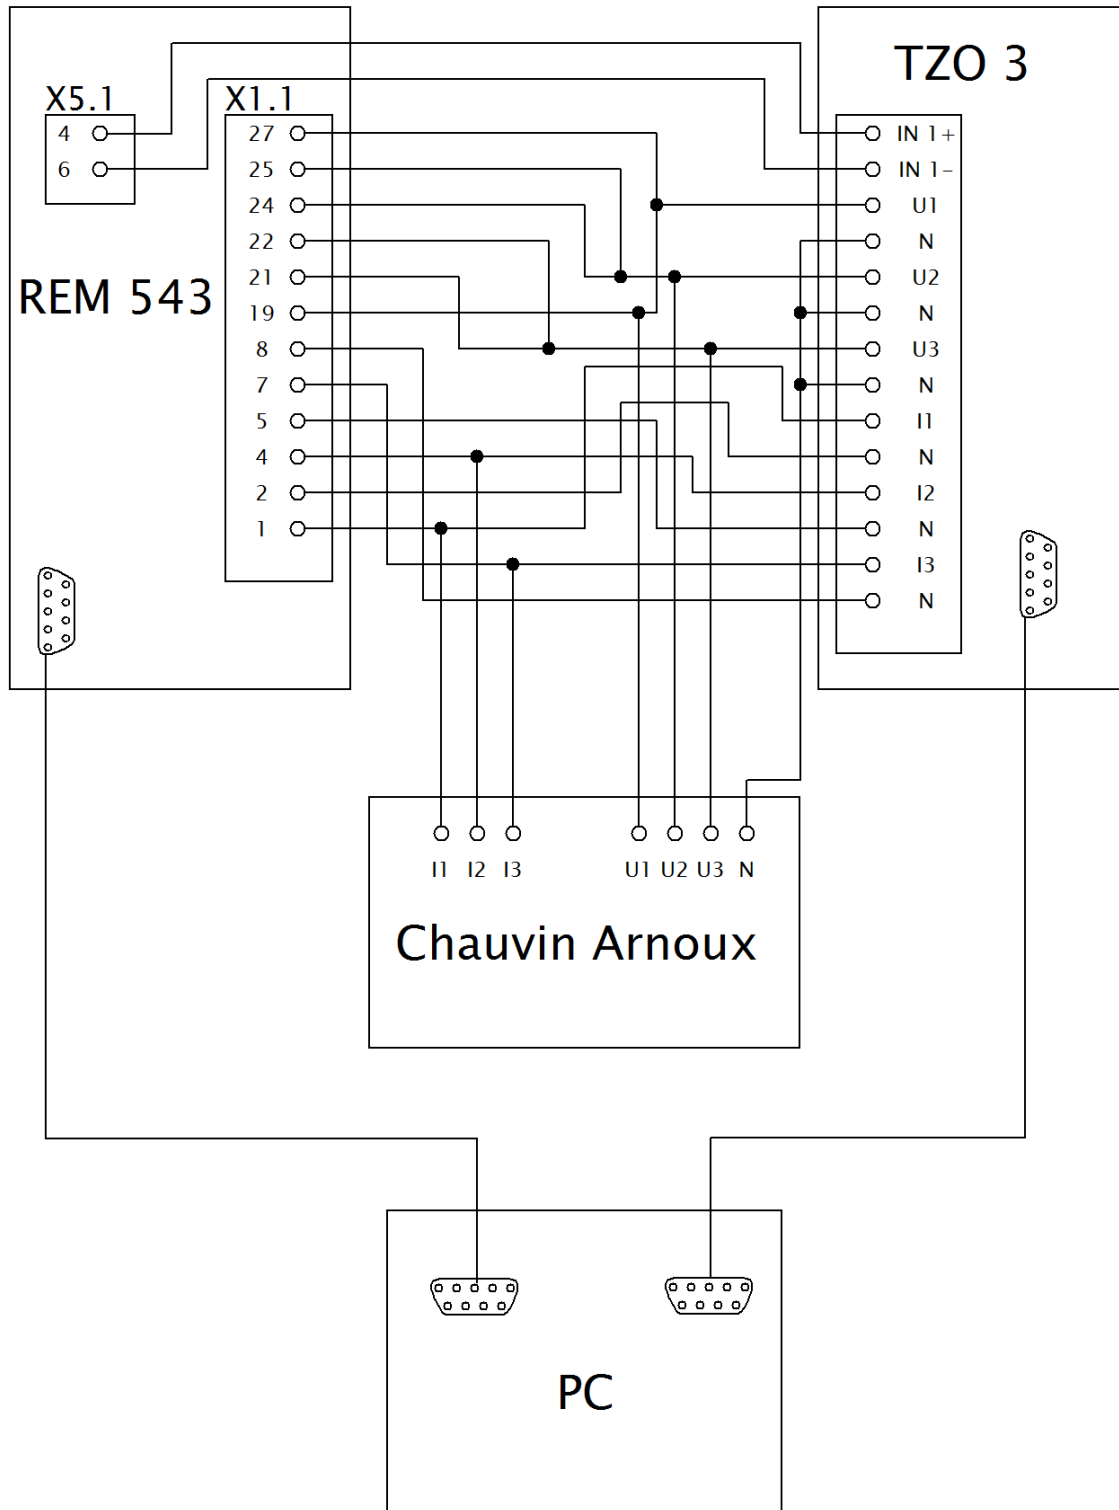 TZO 3
X5.1
4
6
X1.1
27
25
24
22
21
19
8
7
5
4
2
1
REM 543
IN 1+
IN 1-
U1
N
U2
N
U3
N
I1
N
I2
N
I3
N
I1 I2 I3 U1 U2 U3 N
Chauvin Arnoux
PC